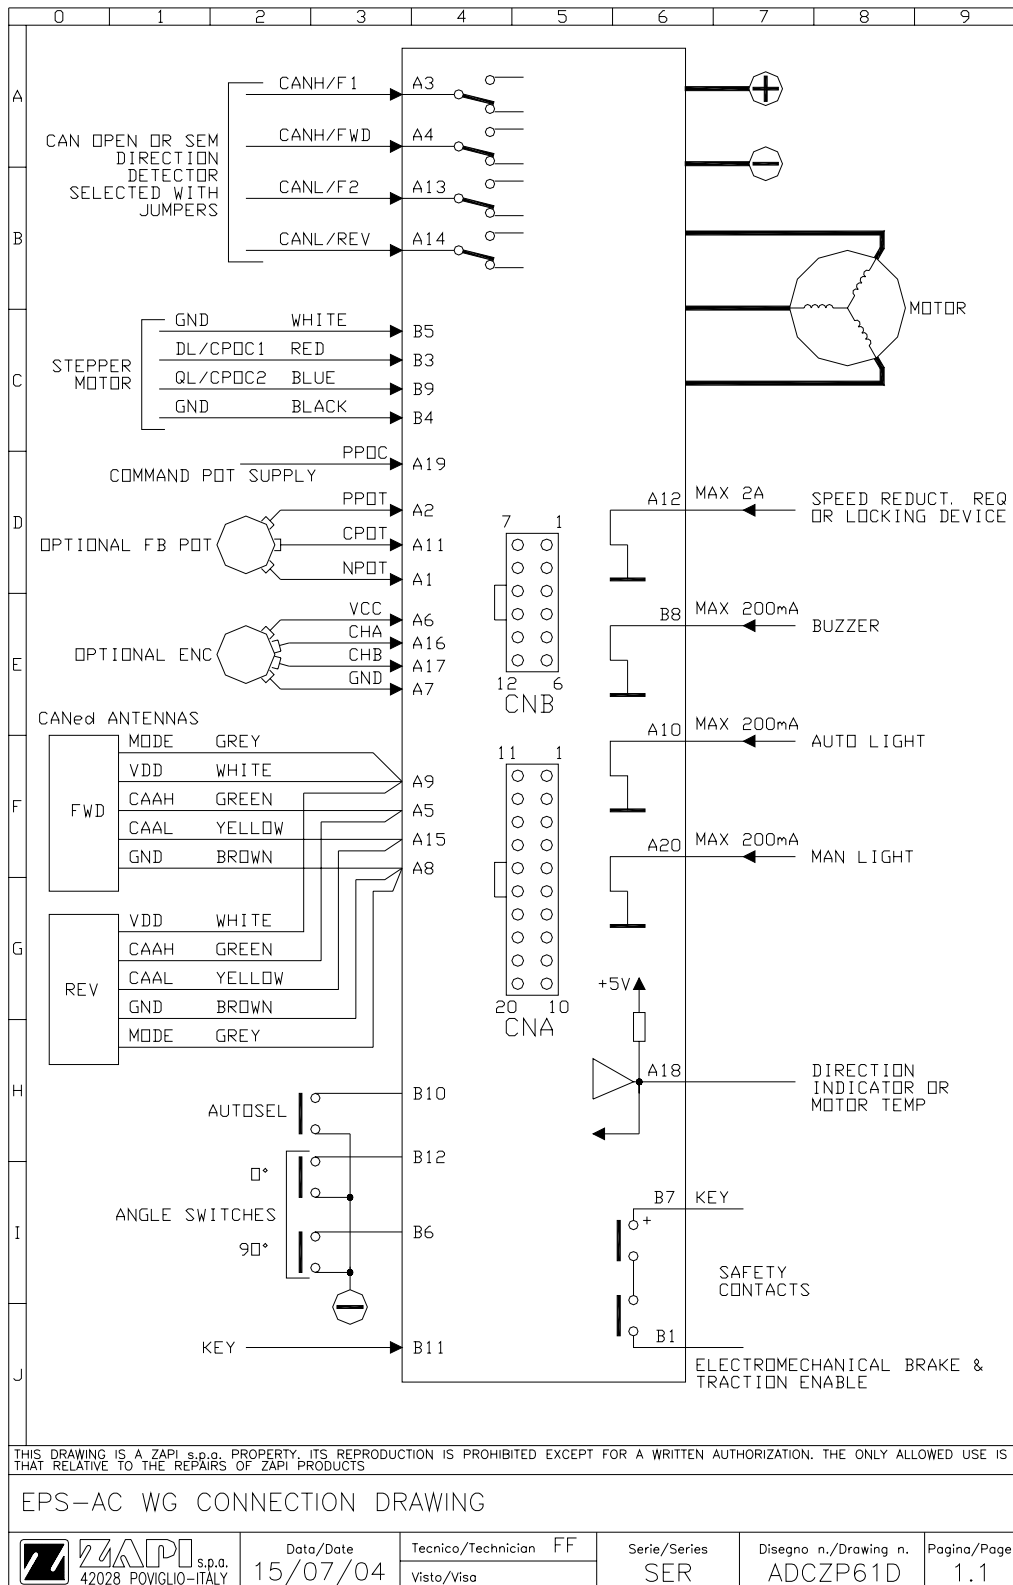 0 1 2 3 4 5 6 7 8 9
A
B
C
D
E
F
G
H
I
J
CAN OPEN OR SEM
DIRECTION
DETECTOR
SELECTED WITH
JUMPERS
CANH/F1 A3
CANH/FWD A4
CANL/F2 A13
CANL/REV A14
+
-
MOTOR
STEPPER
MOTOR
GND WHITE B5
DL/CPOC1 RED B3
QL/CPOC2 BLUE B9
GND BLACK B4
PPOC A19
COMMAND POT SUPPLY
OPTIONAL FB POT
PPOT A2
CPOT A11
NPOT A1
OPTIONAL ENC
VCC A6
CHA A16
CHB A17
GND A7
7 1
12 6
CNB
11 1
20 10
CNA
A12 MAX 2A
SPEED REDUCT. REQ
OR LOCKING DEVICE
B8 MAX 200mA BUZZER
A10 MAX 200mA AUTO LIGHT
A20 MAX 200mA MAN LIGHT
CANed ANTENNAS
FWD
MODE GREY
VDD WHITE A9
CAAH GREEN A5
CAAL YELLOW A15
GND BROWN A8
REV
VDD WHITE
CAAH GREEN
CAAL YELLOW
GND BROWN
MODE GREY
+5V
A18
DIRECTION
INDICATOR OR
MOTOR TEMP
AUTOSEL B10
0° B12
ANGLE SWITCHES
90° B6
-
KEY B11
B7 KEY
+
SAFETY
CONTACTS
B1
ELECTROMECHANICAL BRAKE &
TRACTION ENABLE
THIS DRAWING IS A ZAPI s.p.a. PROPERTY. ITS REPRODUCTION IS PROHIBITED EXCEPT FOR A WRITTEN AUTHORIZATION. THE ONLY ALLOWED USE IS
THAT RELATIVE TO THE REPAIRS OF ZAPI PRODUCTS
EPS-AC WG CONNECTION DRAWING
ZAPI s.p.a.
42028 POVIGLIO-ITALY
Data/Date
15/07/04
Tecnico/Technician FF
Visto/Visa
Serie/Series
SER
Disegno n./Drawing n.
ADCZP61D
Pagina/Page
1.1